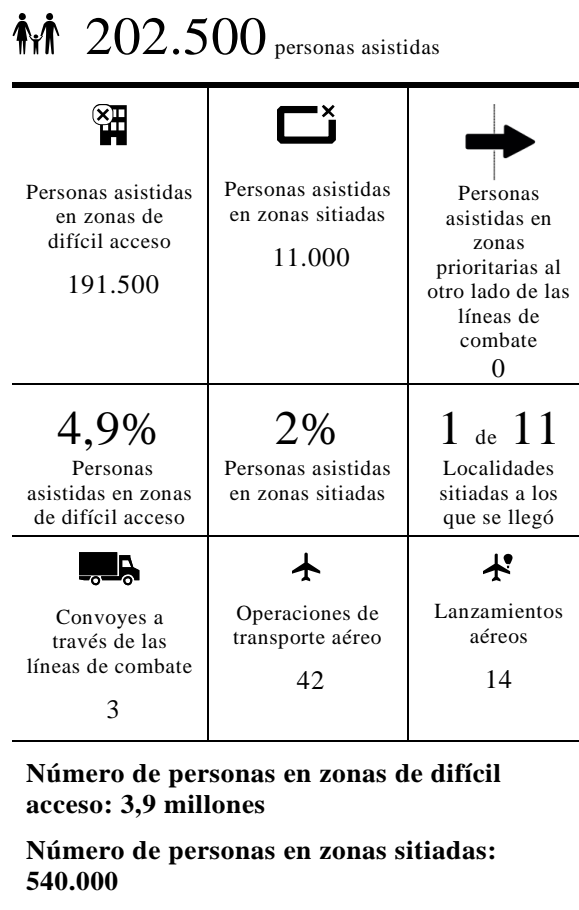 202.500 personas asistidas
Personas asistidas
en zonas de
difícil acceso
191.500
Personas asistidas
en zonas sitiadas
11.000
Personas
asistidas en
zonas
prioritarias al
otro lado de las
líneas de
combate
0
4,9%
Personas
asistidas en zonas
de difícil acceso
2%
Personas asistidas
en zonas sitiadas
1 de 11
Localidades
sitiadas a los
que se llegó
Convoyes a
través de las
líneas de combate
3
Operaciones de
transporte aéreo
42
Lanzamientos
aéreos
14
Número de personas en zonas de difícil
acceso: 3,9 millones
Número de personas en zonas sitiadas:
540.000